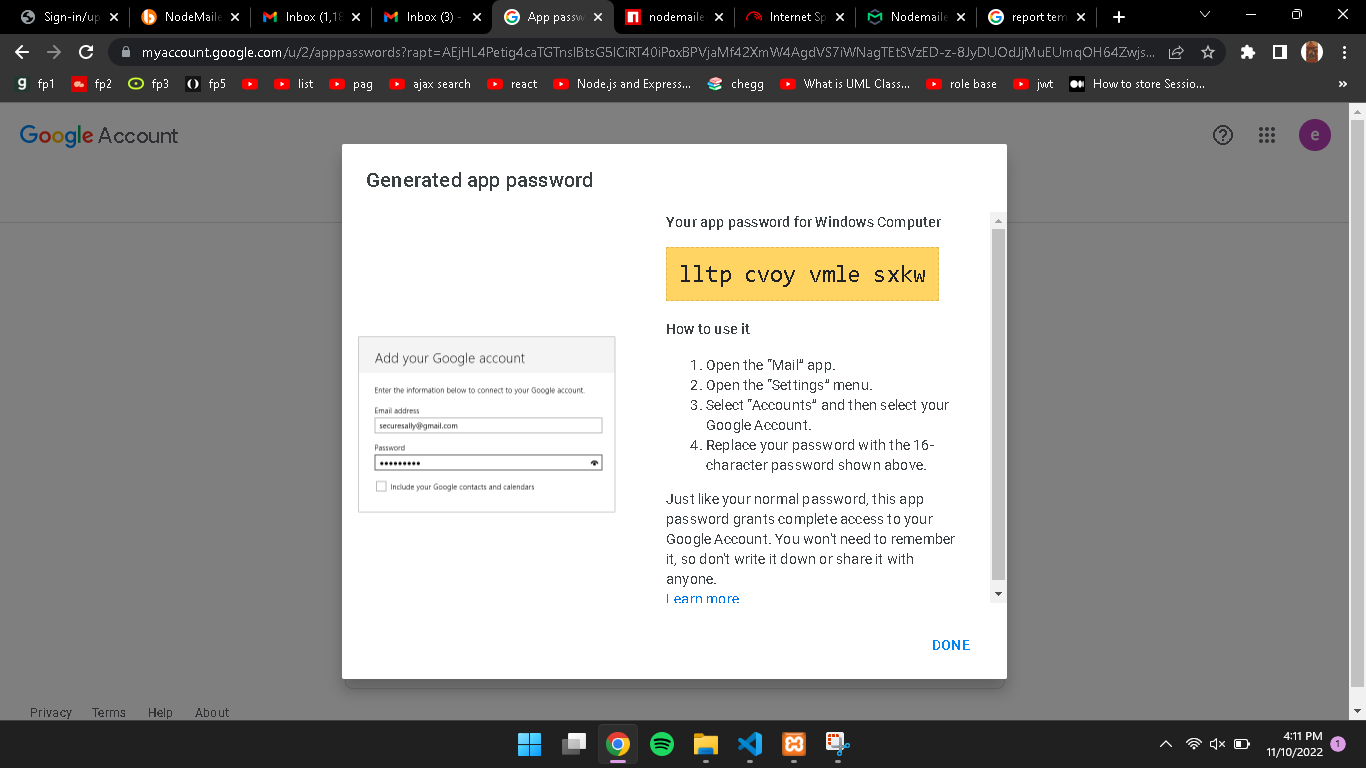 Sign-in/up
NodeMaile
Inbox (1,18
Inbox (3) -
App passw
nodemaile
Internet Sp
Nodemaile
report tem
myaccount.google.com/u/2/apppasswords?rapt=
fp1
fp2
fp3
fp5
list
pag
ajax search
react
Node.js and Express...
chegg
What is UML Class...
role base
jwt
How to store Sessio...
»
Google Account
e
Generated app password
Your app password for Windows Computer
lltp cvoy vmle sxkw
How to use it
1. Open the "Mail" app.
2. Open the "Settings" menu.
3. Select "Accounts" and then select your
Google Account.
4. Replace your password with the 16-
character password shown above.
Just like your normal password, this app
password grants complete access to your
Google Account. You won't need to remember
it, so don't write it down or share it with
anyone.
Learn more
Add your Google account
Enter the information below to connect to your Google account.
Email address
securesally@gmail.com
Password
Include your Google contacts and calendars
DONE
Privacy
Terms
Help
About
4:11 PM
11/10/2022
1